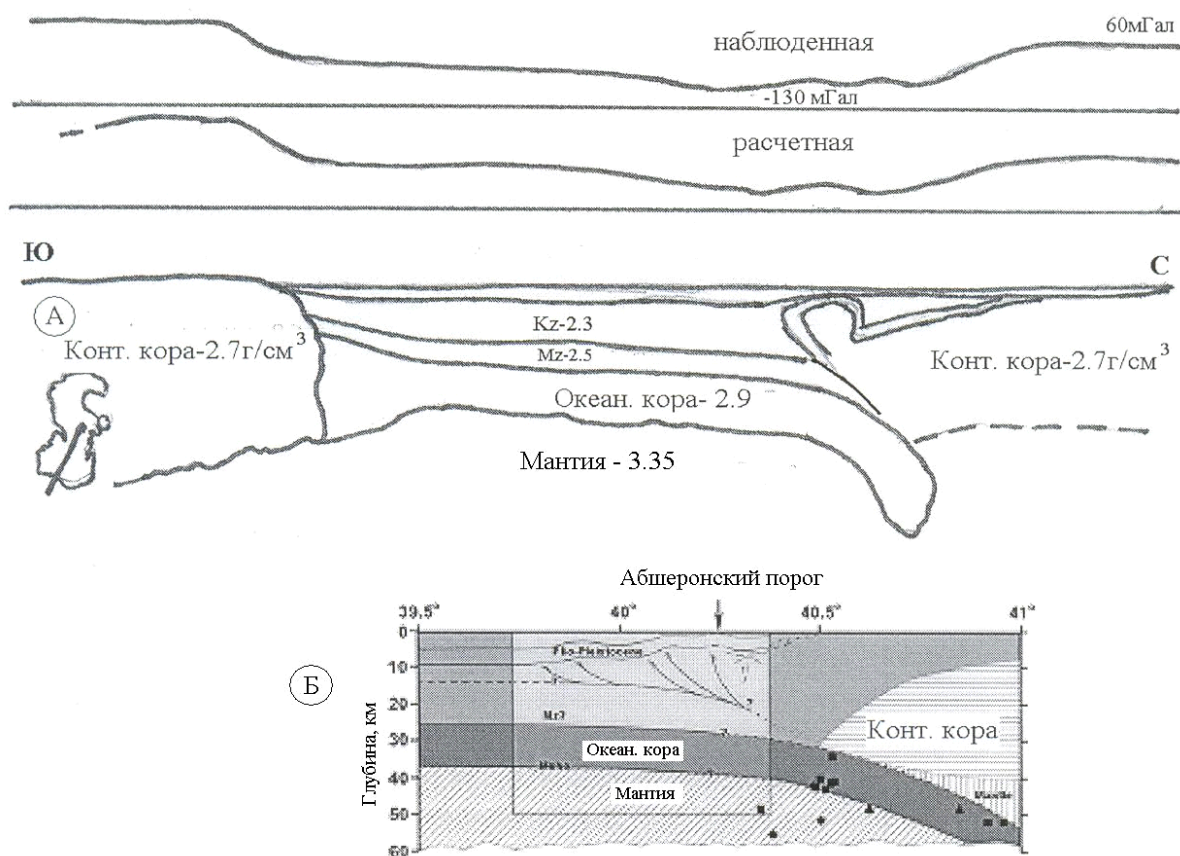 60мГал
наблюденная
-130 мГал
расчетная
Ю
С
А
Kz-2.3
Конт. кора-2.7г/см³
Mz-2.5
Конт. кора-2.7г/см³
Океан. кора- 2.9
Мантия - 3.35
Абшеронский порог
39,5°
40°
40,5°
41°
0
Plio-Pleistocene
10
Б
20
Глубина, км
Mz?
Конт. кора
30
Океан. кора
40
Мантия
50
60